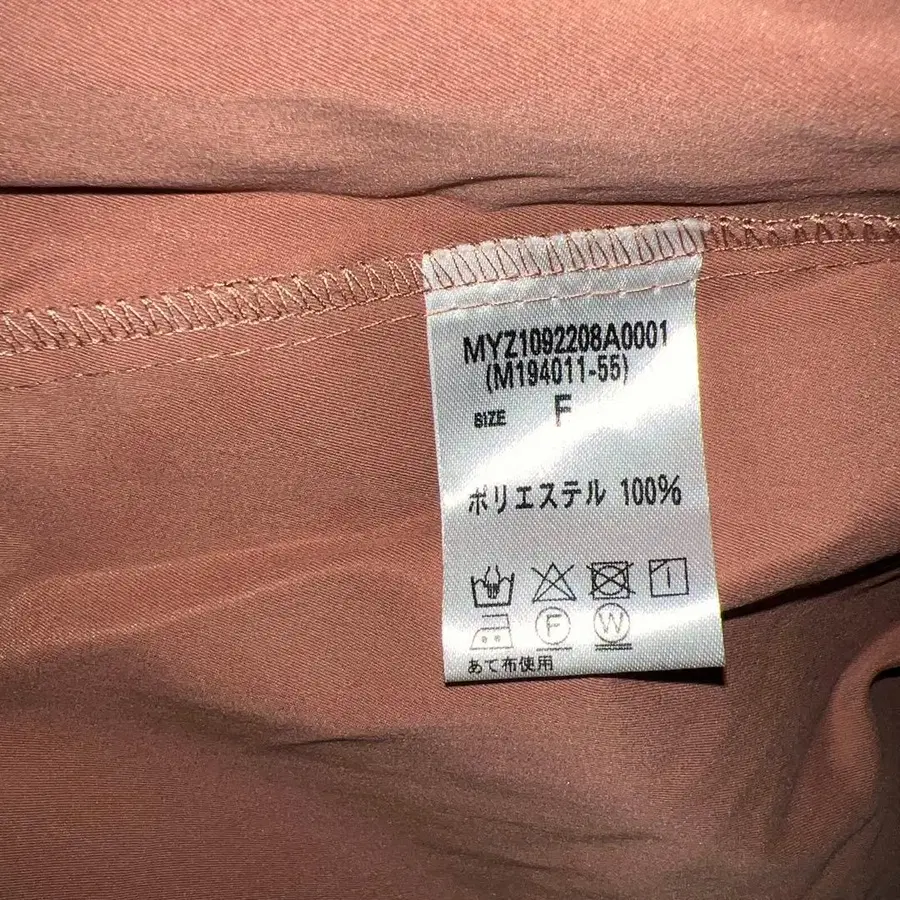 MYZ1092208A0001
(M194011-55)
SIZE F
ポリエステル 100%
F W
あて布使用